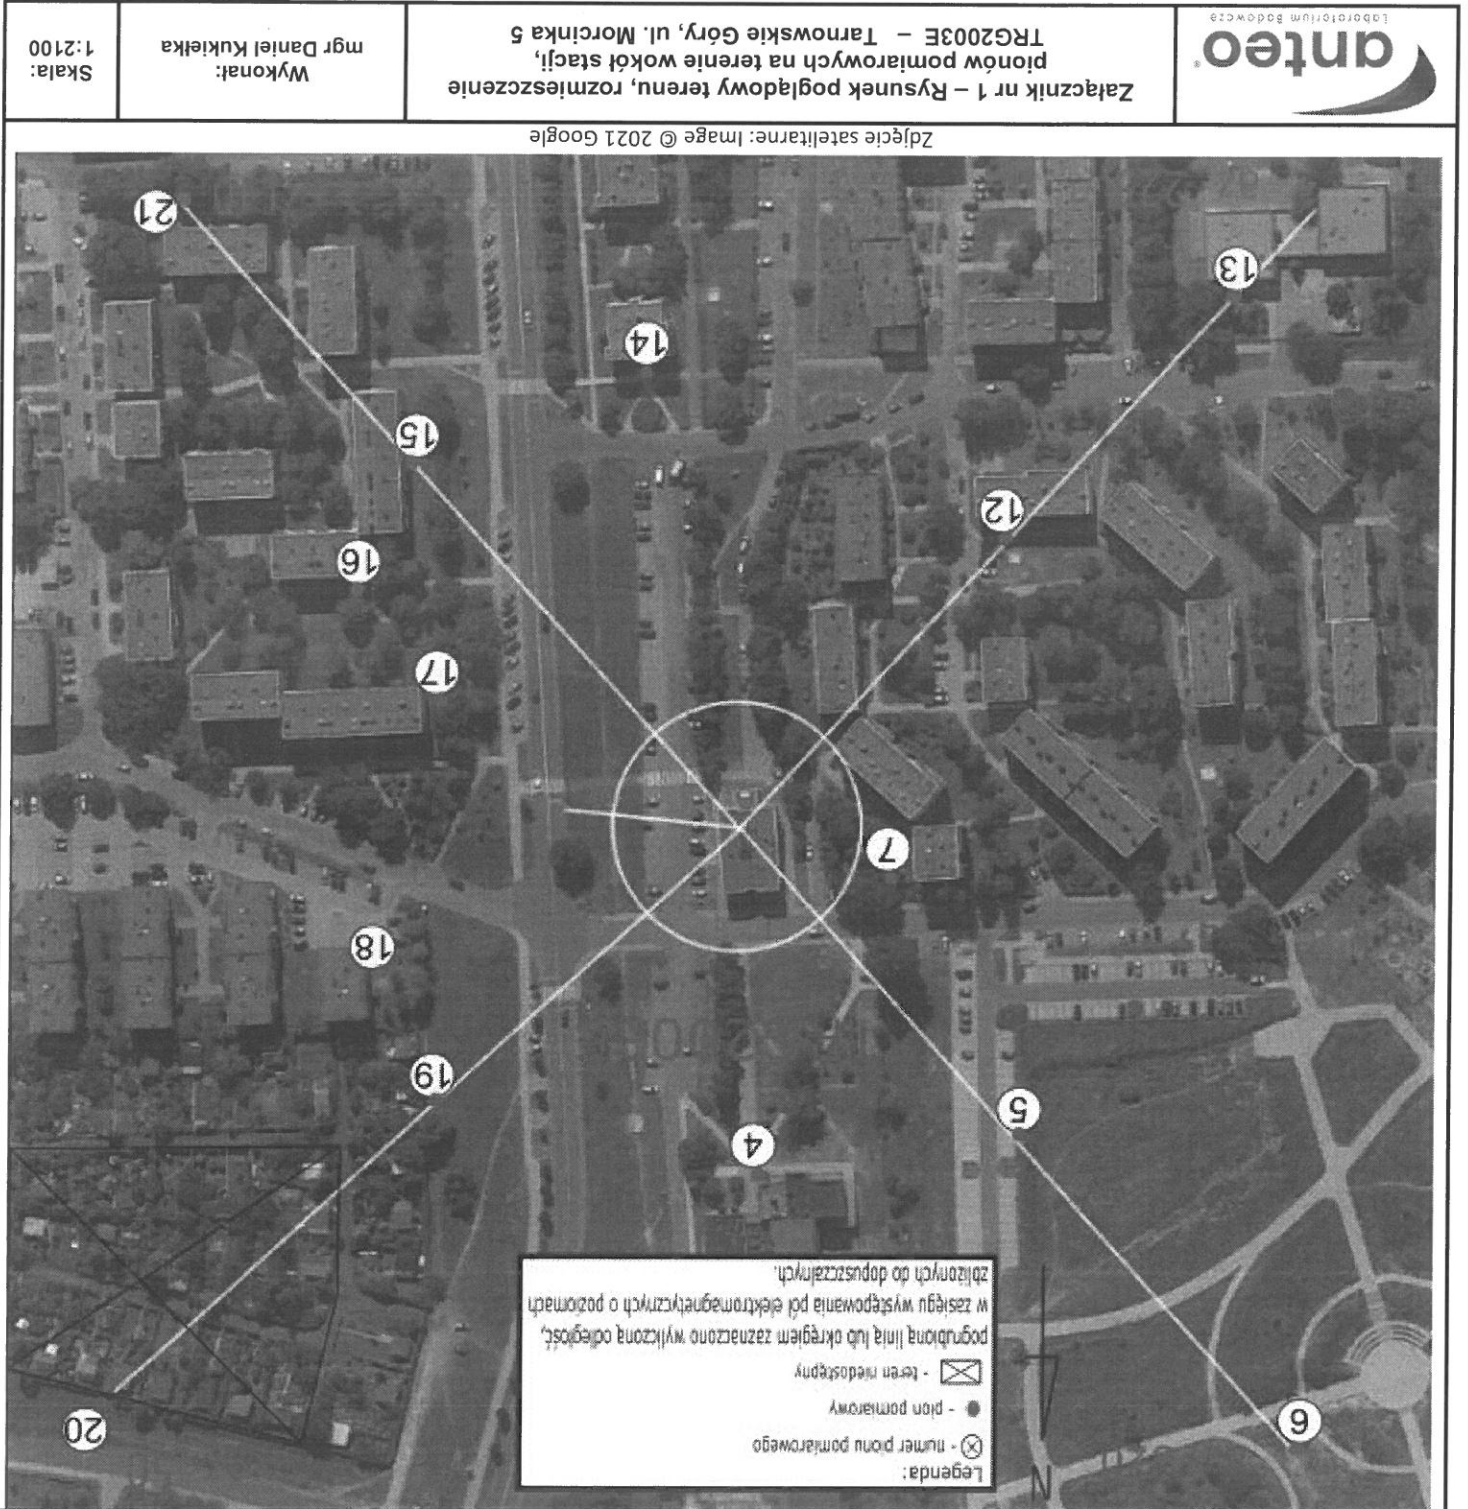 N
Legenda:
- numer pionu pomiarowego
- pion pomiarowy
- teren niedostępny
pogrubioną linią lub okręgiem zaznaczono wyliczoną odległość,
w zasięgu występowania pól elektromagnetycznych o poziomach
zbliżonych do dopuszczalnych.
6
20
4
5
19
18
7
17
16
12
15
14
13
21
Zdjęcie satelitarne: Image © 2021 Google
anteo®
Laboratorium Badawcze
Załącznik nr 1 – Rysunek poglądowy terenu, rozmieszczenie
pionów pomiarowych na terenie wokół stacji,
TRG2003E – Tarnowskie Góry, ul. Morcinka 5
Wykonał:
mgr Daniel Kukiełka
Skala:
1:2100